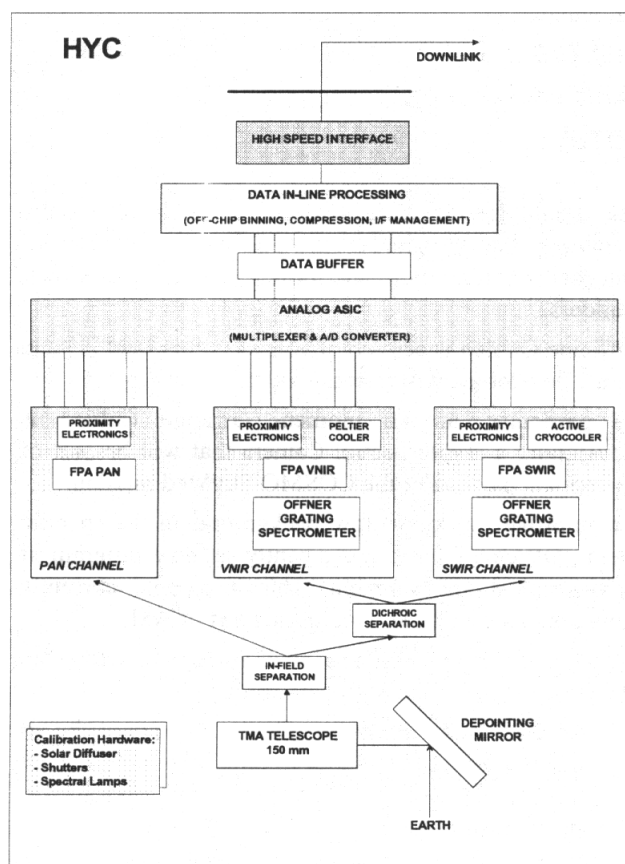 HYC
DOWNLINK
HIGH SPEED INTERFACE
DATA IN-LINE PROCESSING
(OFF-CHIP BINNING, COMPRESSION, I/F MANAGEMENT)
DATA BUFFER
ANALOG ASIC
(MULTIPLEXER & A/D CONVERTER)
PROXIMITY
ELECTRONICS
FPA PAN
PAN CHANNEL
PROXIMITY
ELECTRONICS
PELTIER
COOLER
FPA VNIR
OFFNER
GRATING
SPECTROMETER
VNIR CHANNEL
PROXIMITY
ELECTRONICS
ACTIVE
CRYOCOOLER
FPA SWIR
OFFNER
GRATING
SPECTROMETER
SWIR CHANNEL
DICHROIC
SEPARATION
IN-FIELD
SEPARATION
TMA TELESCOPE
150 mm
DEPOINTING
MIRROR
EARTH
Calibration Hardware:
- Solar Diffuser
- Shutters
- Spectral Lamps